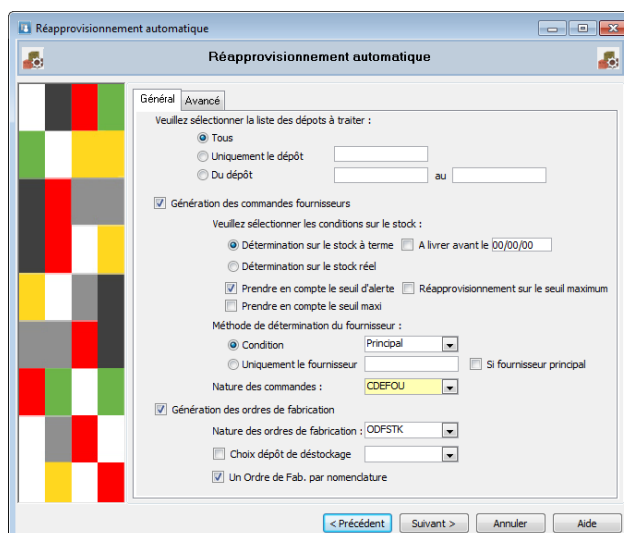 Réapprovisionnement automatique
Réapprovisionnement automatique
Général Avancé
Veuillez sélectionner la liste des dépots à traiter :
Tous
Uniquement le dépôt
Du dépôt au
Génération des commandes fournisseurs
Veuillez sélectionner les conditions sur le stock :
Détermination sur le stock à terme A livrer avant le 00/00/00
Détermination sur le stock réel
Prendre en compte le seuil d'alerte Réapprovisionnement sur le seuil maximum
Prendre en compte le seuil maxi
Méthode de détermination du fournisseur :
Condition Principal
Uniquement le fournisseur Si fournisseur principal
Nature des commandes : CDEFOU
Génération des ordres de fabrication
Nature des ordres de fabrication : ODFSTK
Choix dépôt de déstockage
Un Ordre de Fab. par nomenclature
< Précédent Suivant > Annuler Aide